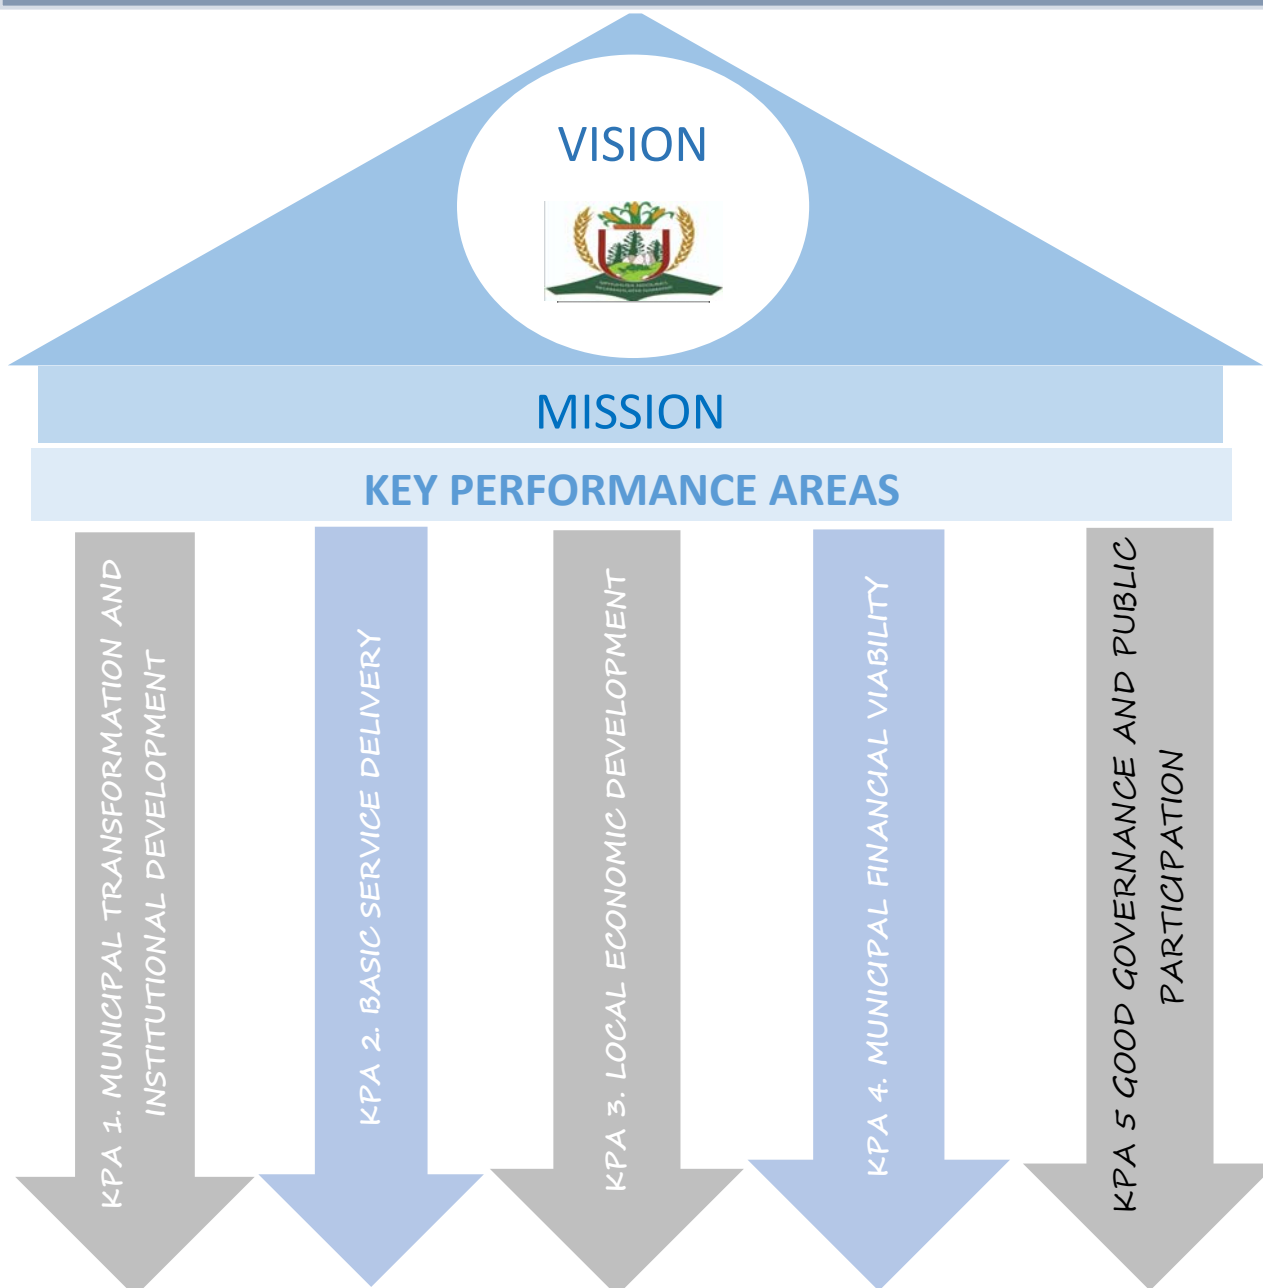 VISION
MISSION
KEY PERFORMANCE AREAS
KPA 1. MUNICIPAL TRANSFORMATION AND
INSTITUTIONAL DEVELOPMENT
KPA 2. BASIC SERVICE DELIVERY
KPA 3. LOCAL ECONOMIC DEVELOPMENT
KPA 4. MUNICIPAL FINANCIAL VIABILITY
KPA 5 GOOD GOVERNANCE AND PUBLIC
PARTICIPATION